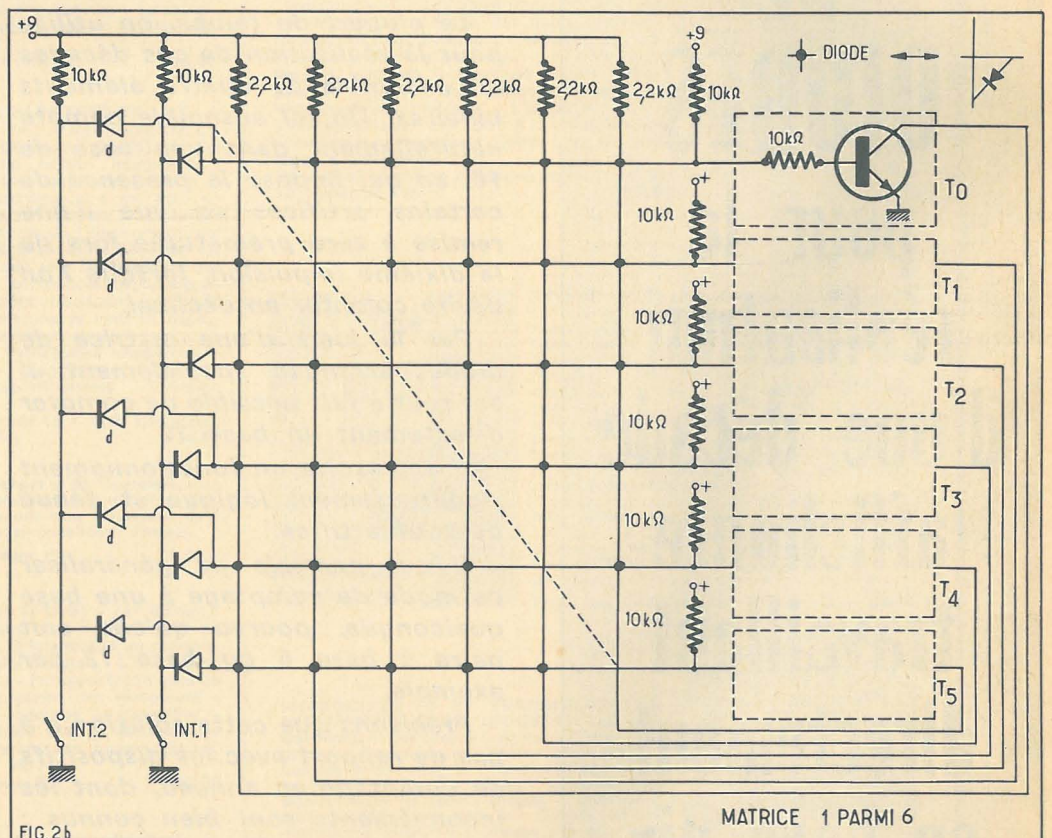 +9
+9
DIODE
10kΩ
10kΩ
2,2kΩ
2,2kΩ
2,2kΩ
2,2kΩ
2,2kΩ
2,2kΩ
10kΩ
10kΩ
d
T0
+
10kΩ
d
T1
+
10kΩ
T2
+
10kΩ
d
T3
+
10kΩ
d
T4
+
10kΩ
d
T5
INT.2
INT.1
MATRICE 1 PARMI 6
FIG.2b